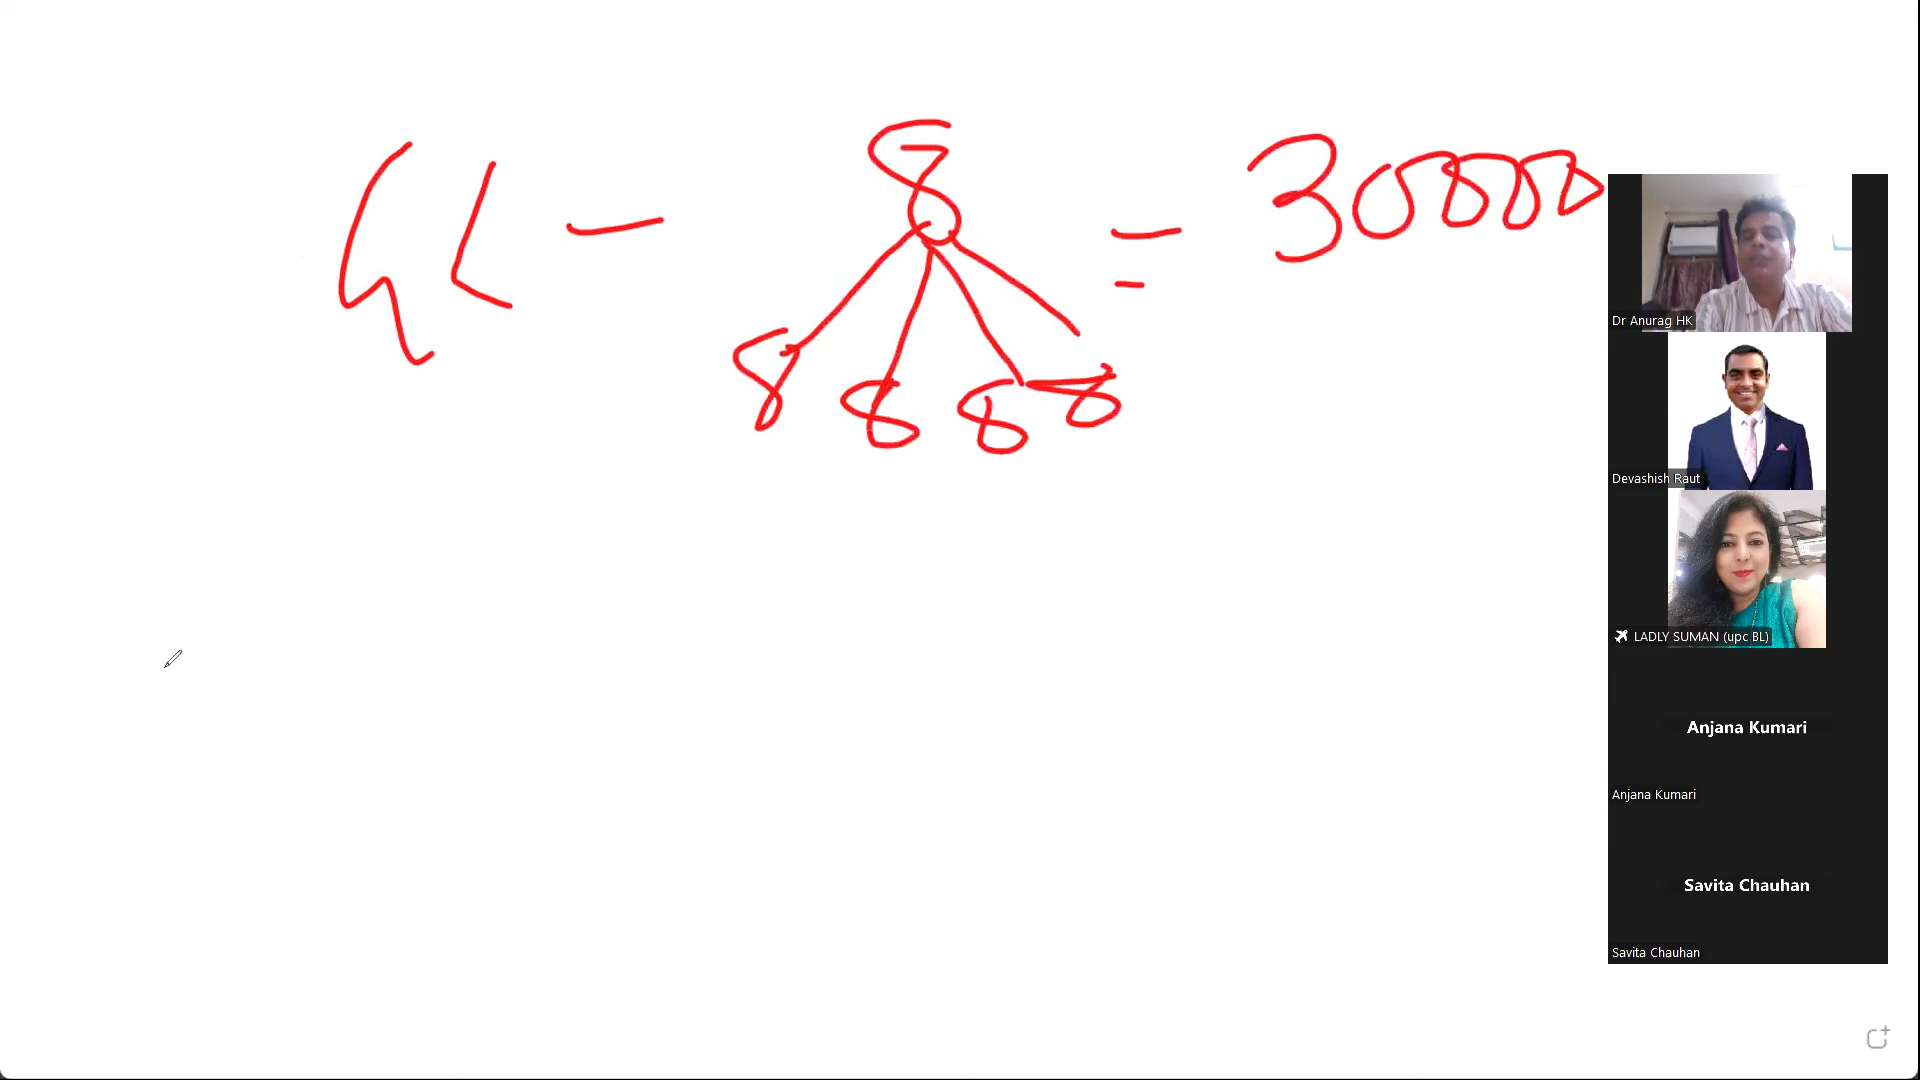 GL - 8 = 30000
8 8 8 8
Dr Anurag HK
Devashish Raut
LADLY SUMAN (upc BL)
Anjana Kumari
Anjana Kumari
Savita Chauhan
Savita Chauhan